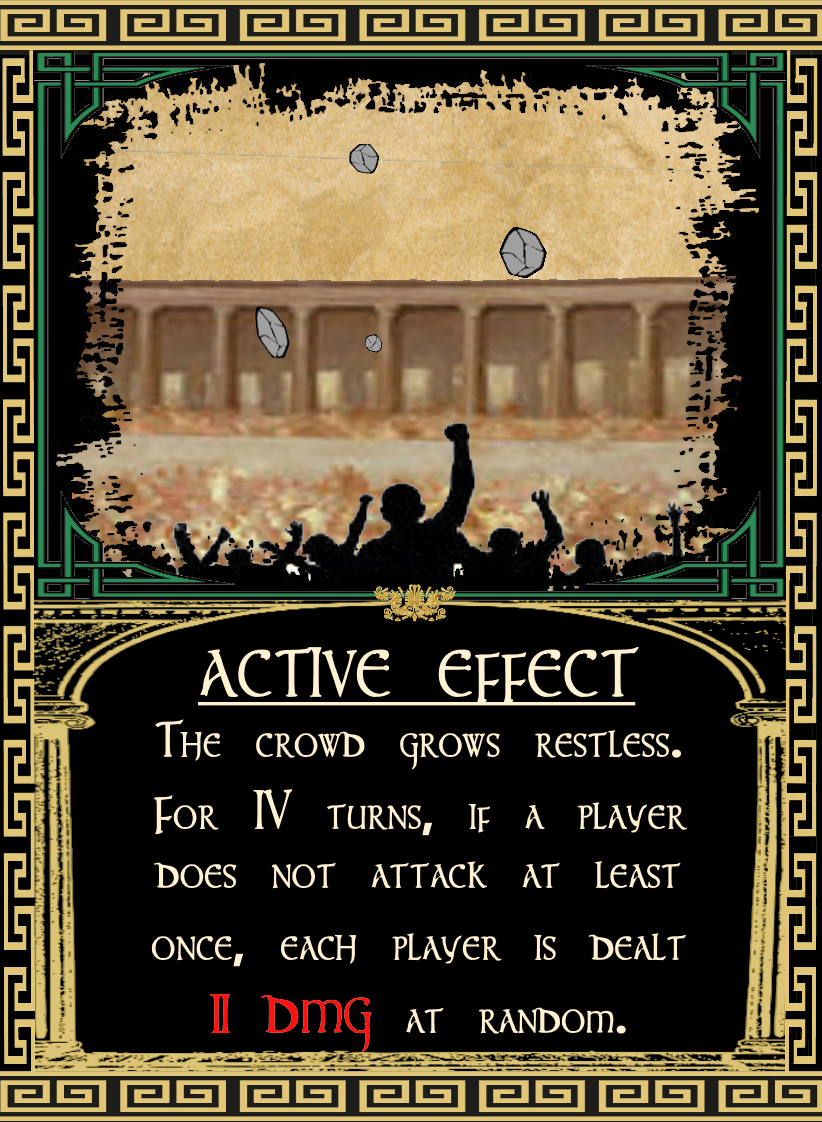 ACTIVE EFFECT
THE CROWD GROWS RESTLESS.
FOR IV TURNS, IF A PLAYER
DOES NOT ATTACK AT LEAST
ONCE, EACH PLAYER IS DEALT
II DMG AT RANDOM.